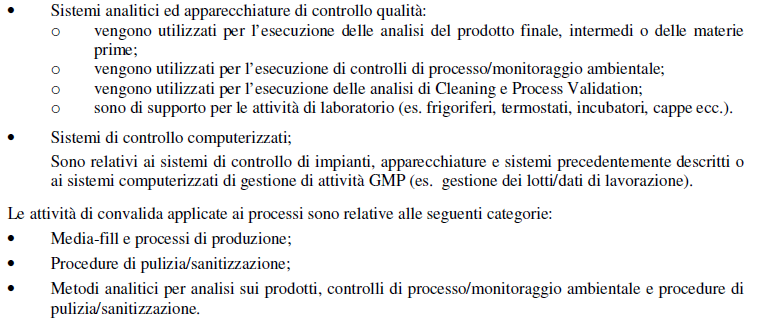 • Sistemi analitici ed apparecchiature di controllo qualità:
o vengono utilizzati per l'esecuzione delle analisi del prodotto finale, intermedi o delle materie
prime;
o vengono utilizzati per l'esecuzione di controlli di processo/monitoraggio ambientale;
o vengono utilizzati per l'esecuzione delle analisi di Cleaning e Process Validation;
o sono di supporto per le attività di laboratorio (es. frigoriferi, termostati, incubatori, cappe ecc.).
• Sistemi di controllo computerizzati;
Sono relativi ai sistemi di controllo di impianti, apparecchiature e sistemi precedentemente descritti o
ai sistemi computerizzati di gestione di attività GMP (es. gestione dei lotti/dati di lavorazione).
Le attività di convalida applicate ai processi sono relative alle seguenti categorie:
• Media-fill e processi di produzione;
• Procedure di pulizia/sanitizzazione;
• Metodi analitici per analisi sui prodotti, controlli di processo/monitoraggio ambientale e procedure di
pulizia/sanitizzazione.